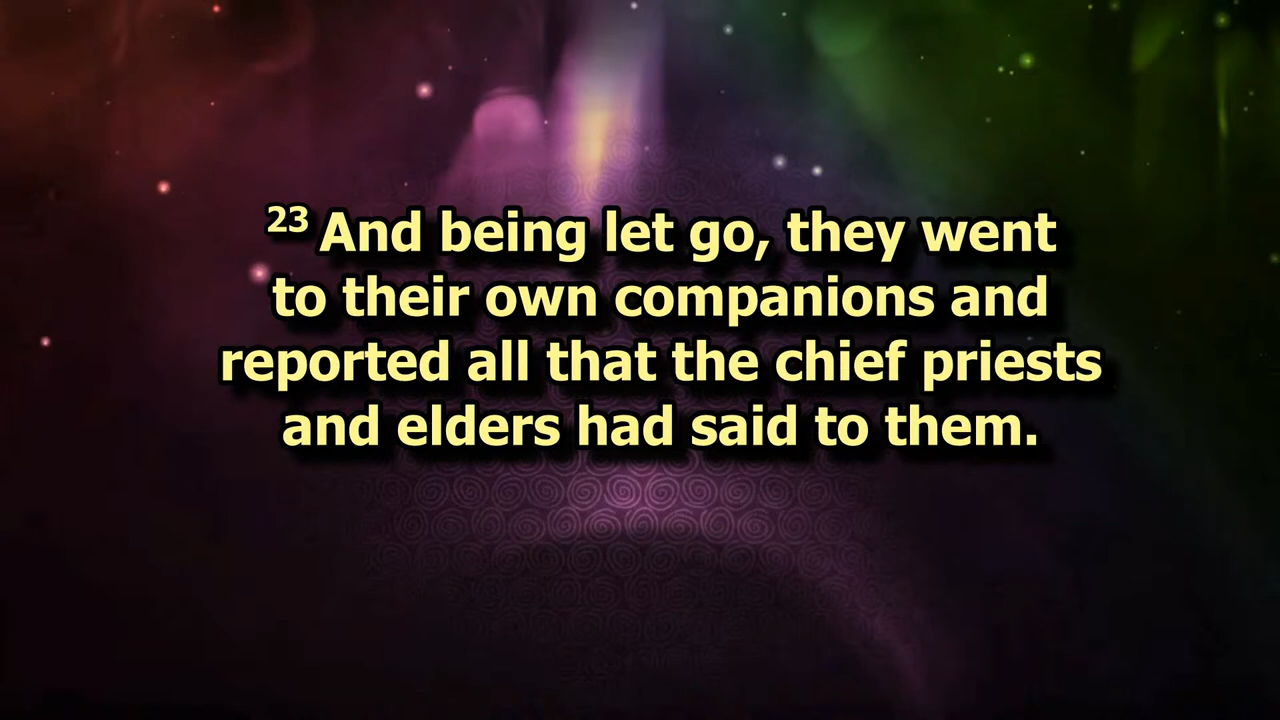 23 And being let go, they went
to their own companions and
reported all that the chief priests
and elders had said to them.